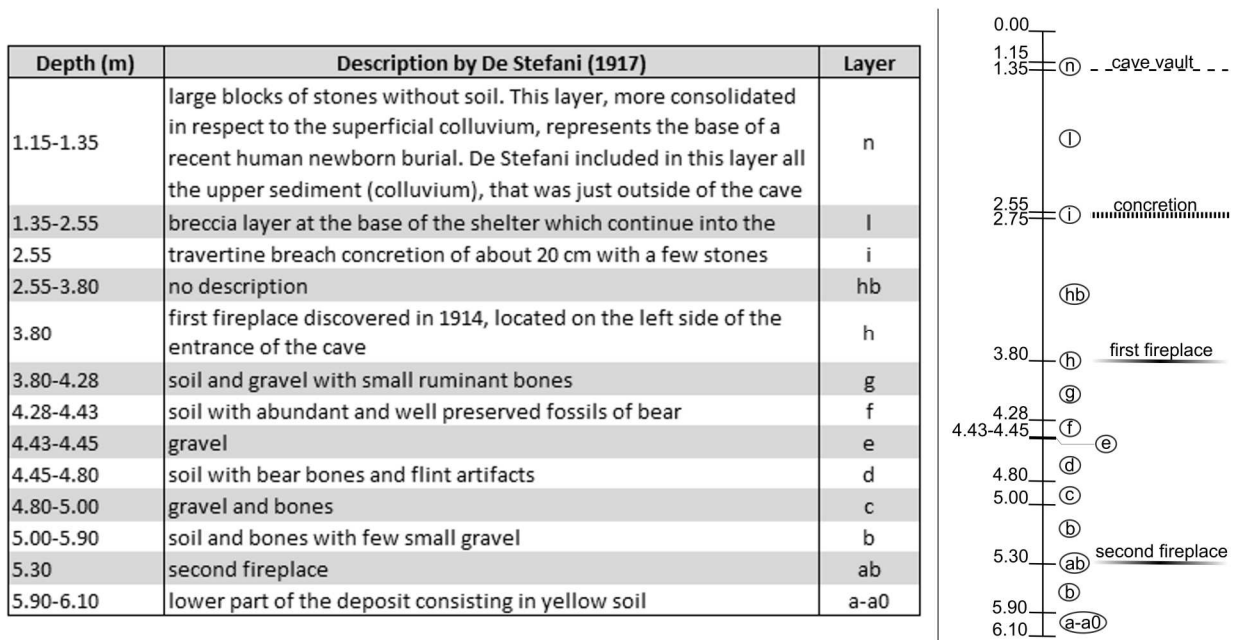 Depth (m) Description by De Stefani (1917) Layer
1.15-1.35 large blocks of stones without soil. This layer, more consolidated
in respect to the superficial colluvium, represents the base of a
recent human newborn burial. De Stefani included in this layer all
the upper sediment (colluvium), that was just outside of the cave n
1.35-2.55 breccia layer at the base of the shelter which continue into the l
2.55 travertine breach concretion of about 20 cm with a few stones i
2.55-3.80 no description hb
3.80 first fireplace discovered in 1914, located on the left side of the
entrance of the cave h
3.80-4.28 soil and gravel with small ruminant bones g
4.28-4.43 soil with abundant and well preserved fossils of bear f
4.43-4.45 gravel e
4.45-4.80 soil with bear bones and flint artifacts d
4.80-5.00 gravel and bones c
5.00-5.90 soil and bones with few small gravel b
5.30 second fireplace ab
5.90-6.10 lower part of the deposit consisting in yellow soil a-a0
0.00
1.15
1.35 n cave vault
l
2.55
2.75 i concretion
hb
3.80 h first fireplace
g
4.28
4.43-4.45 f
e
d
4.80
c
5.00
b
5.30 ab second fireplace
b
5.90
a-a0
6.10